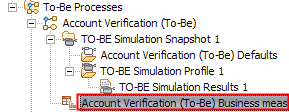 To-Be Processes
Account Verification (To-Be)
TO-BE Simulation Snapshot 1
Account Verification (To-Be) Defaults
TO-BE Simulation Profile 1
TO-BE Simulation Results 1
Account Verification (To-Be) Business meas